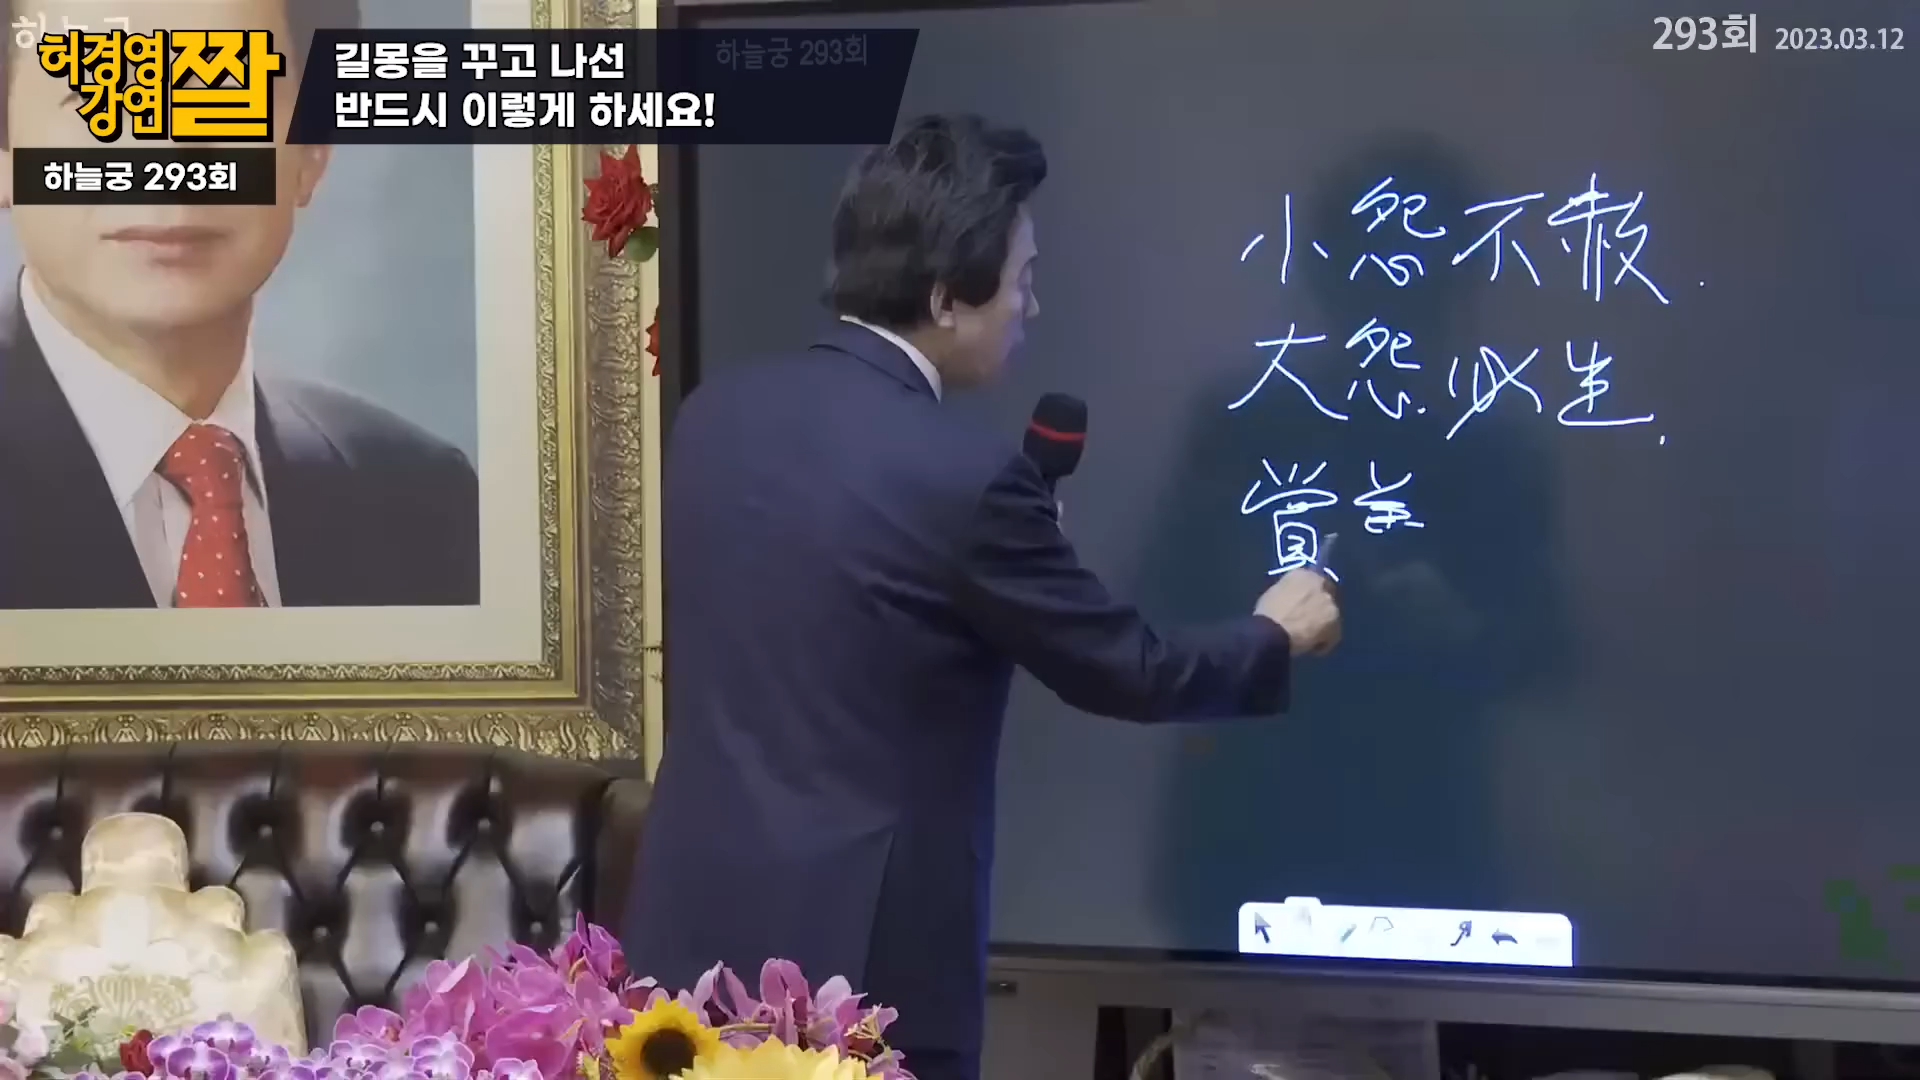 허경영
강연
짤
길몽을 꾸고 나선
반드시 이렇게 하세요!
하늘궁 293회
하늘궁 293회
293회 2023.03.12
小怨不赦.
大怨必生.
賞善